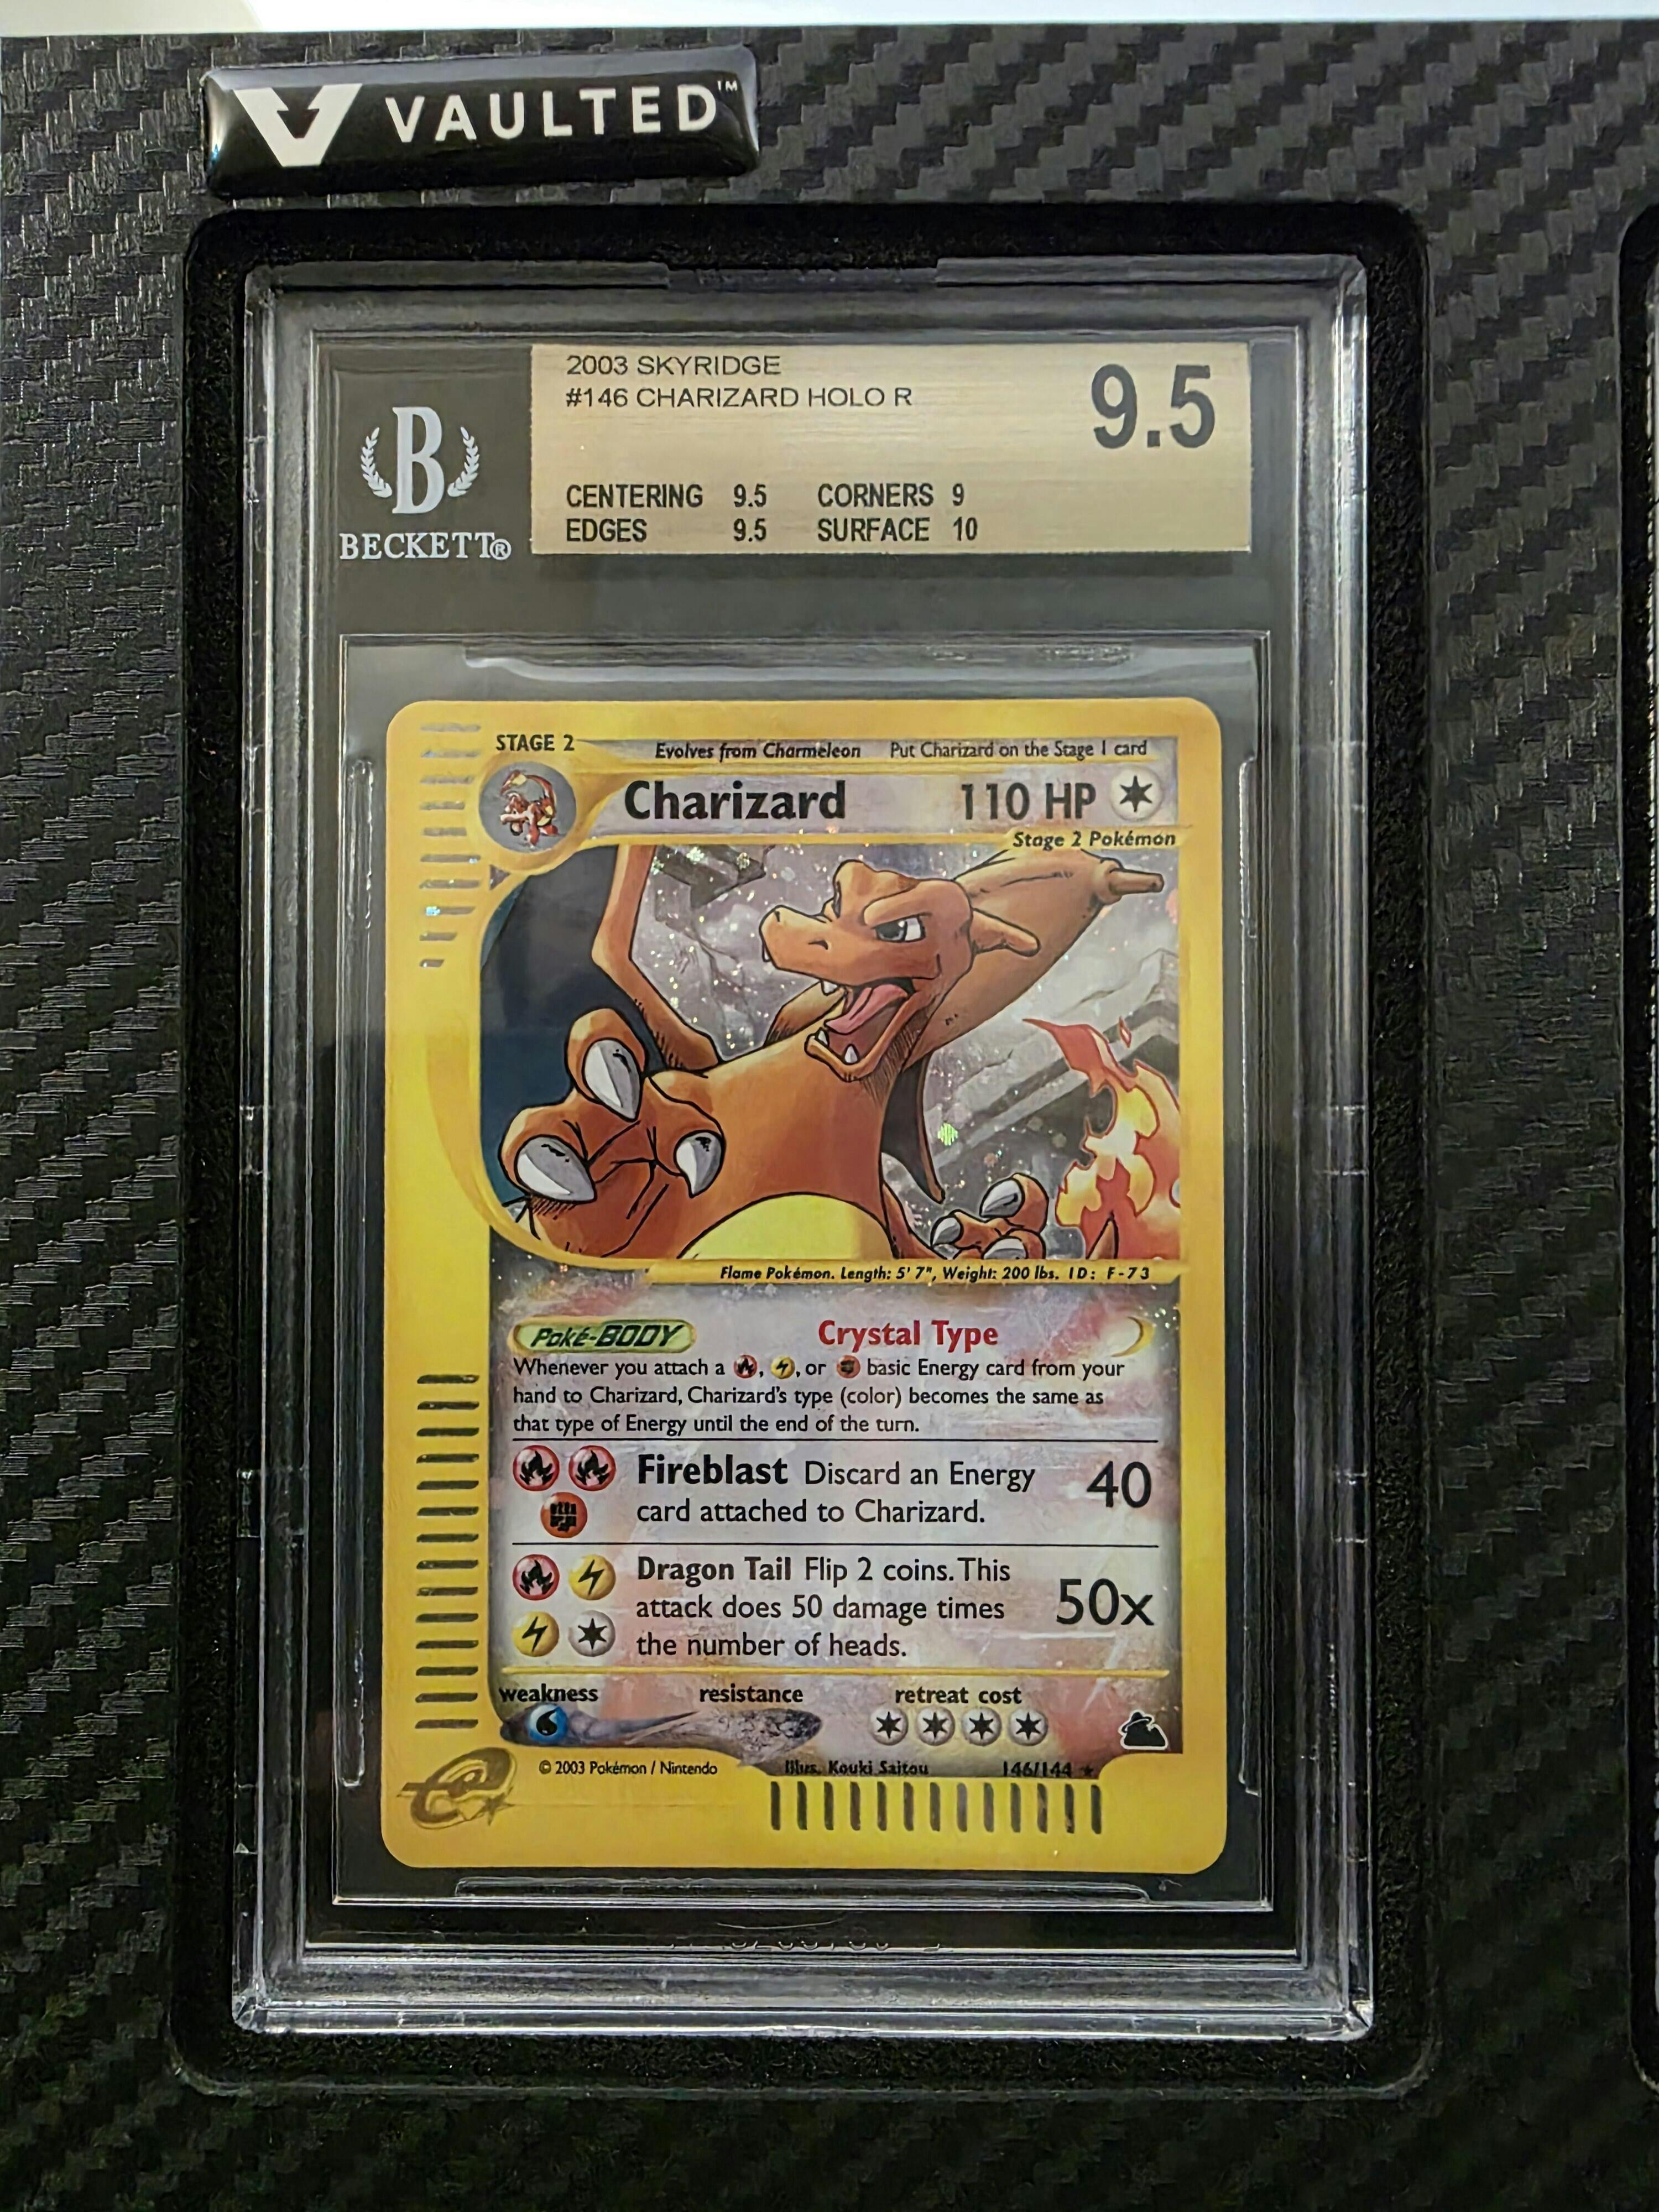 VAULTED™
2003 SKYRIDGE
#146 CHARIZARD HOLO R
9.5
CENTERING 9.5 CORNERS 9
EDGES 9.5 SURFACE 10
B
BECKETT®
STAGE 2
Evolves from Charmeleon Put Charizard on the Stage 1 card
Charizard 110 HP
Stage 2 Pokémon
Flame Pokémon. Length: 5' 7", Weight: 200 lbs. ID: F-73
Poké-BODY Crystal Type
Whenever you attach a , , or basic Energy card from your
hand to Charizard, Charizard's type (color) becomes the same as
that type of Energy until the end of the turn.
Fireblast Discard an Energy 40
card attached to Charizard.
Dragon Tail Flip 2 coins. This
attack does 50 damage times 50x
the number of heads.
weakness resistance retreat cost
e
© 2003 Pokémon / Nintendo Illus. Kouki Saitou 146/144 ★